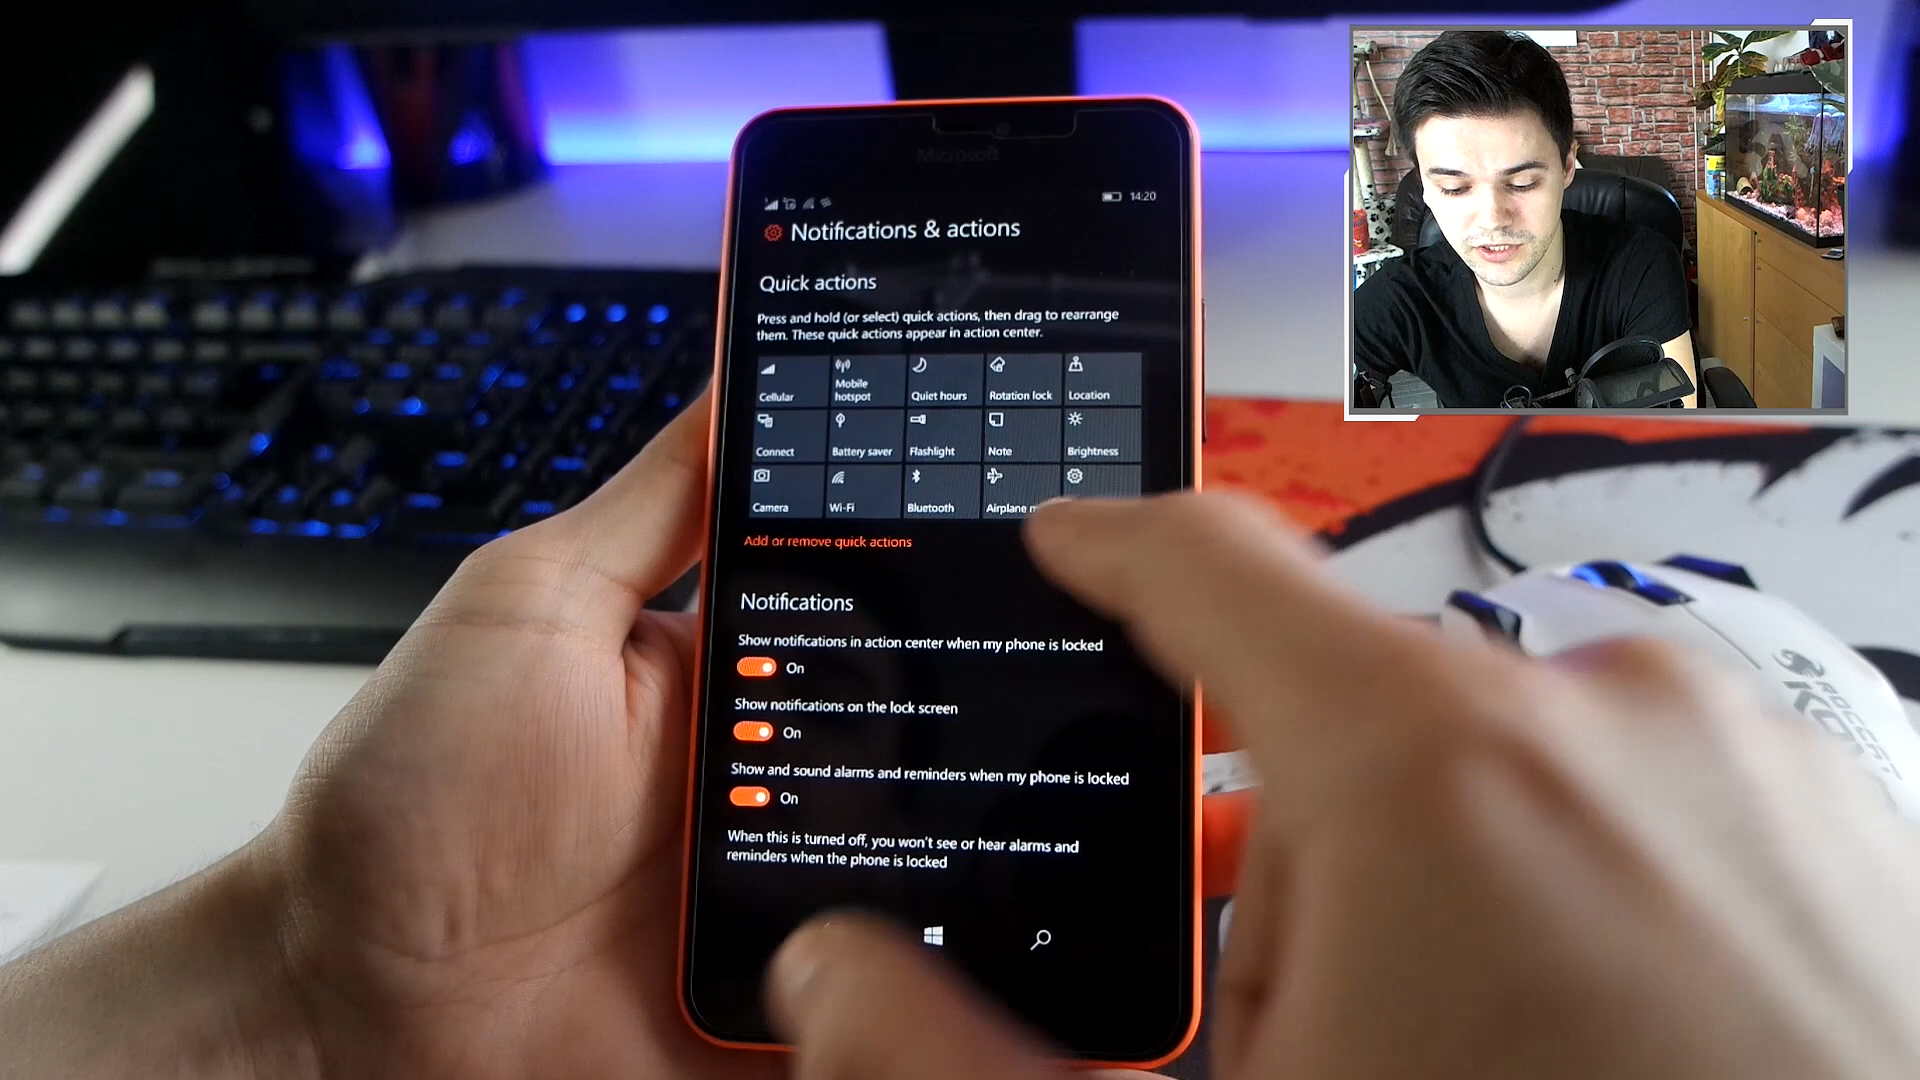 Microsoft
14:20
Notifications & actions
Quick actions
Press and hold (or select) quick actions, then drag to rearrange
them. These quick actions appear in action center.
Cellular
Mobile
hotspot
Quiet hours
Rotation lock
Location
Connect
Battery saver
Flashlight
Note
Brightness
Camera
Wi-Fi
Bluetooth
Airplane
Add or remove quick actions
Notifications
Show notifications in action center when my phone is locked
On
Show notifications on the lock screen
On
Show and sound alarms and reminders when my phone is locked
On
When this is turned off, you won't see or hear alarms and
reminders when the phone is locked
ROCCAT